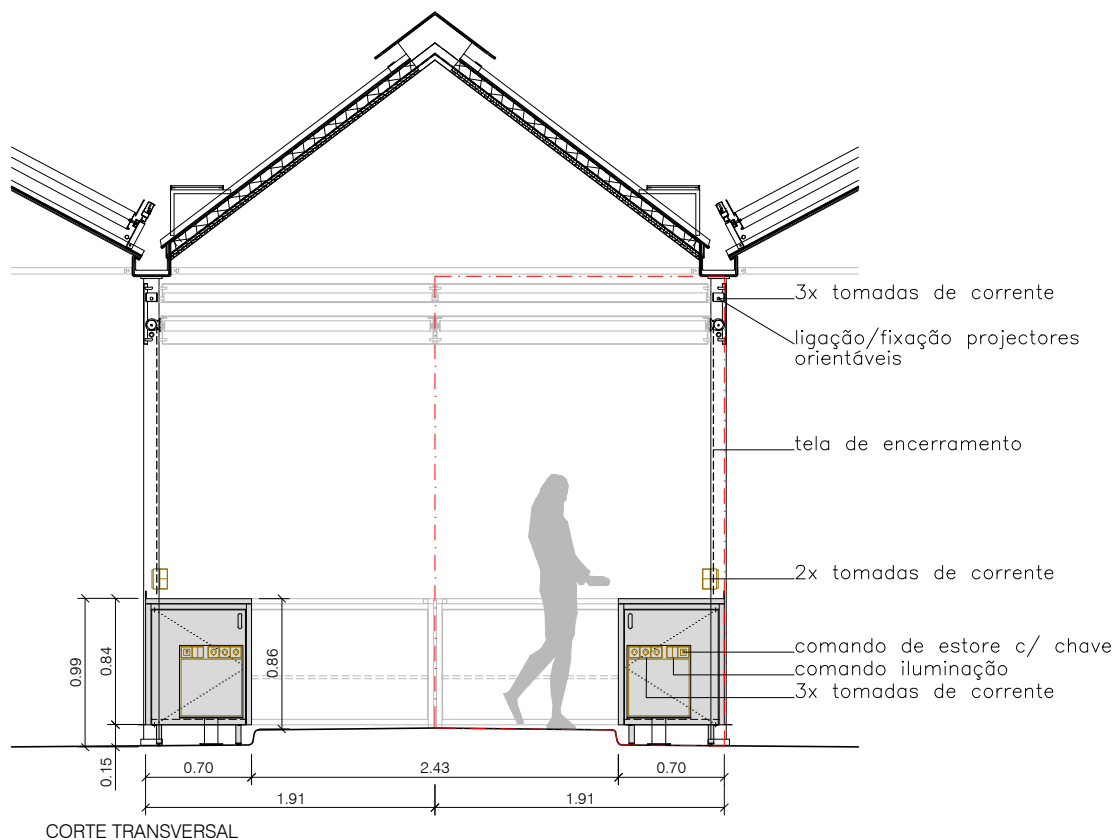 3x tomadas de corrente
ligação/fixação projectores
orientáveis
tela de encerramento
2x tomadas de corrente
comando de estore c/ chave
comando iluminação
3x tomadas de corrente
0.99
0.84
0.86
0.15
0.70
2.43
0.70
1.91
1.91
CORTE TRANSVERSAL